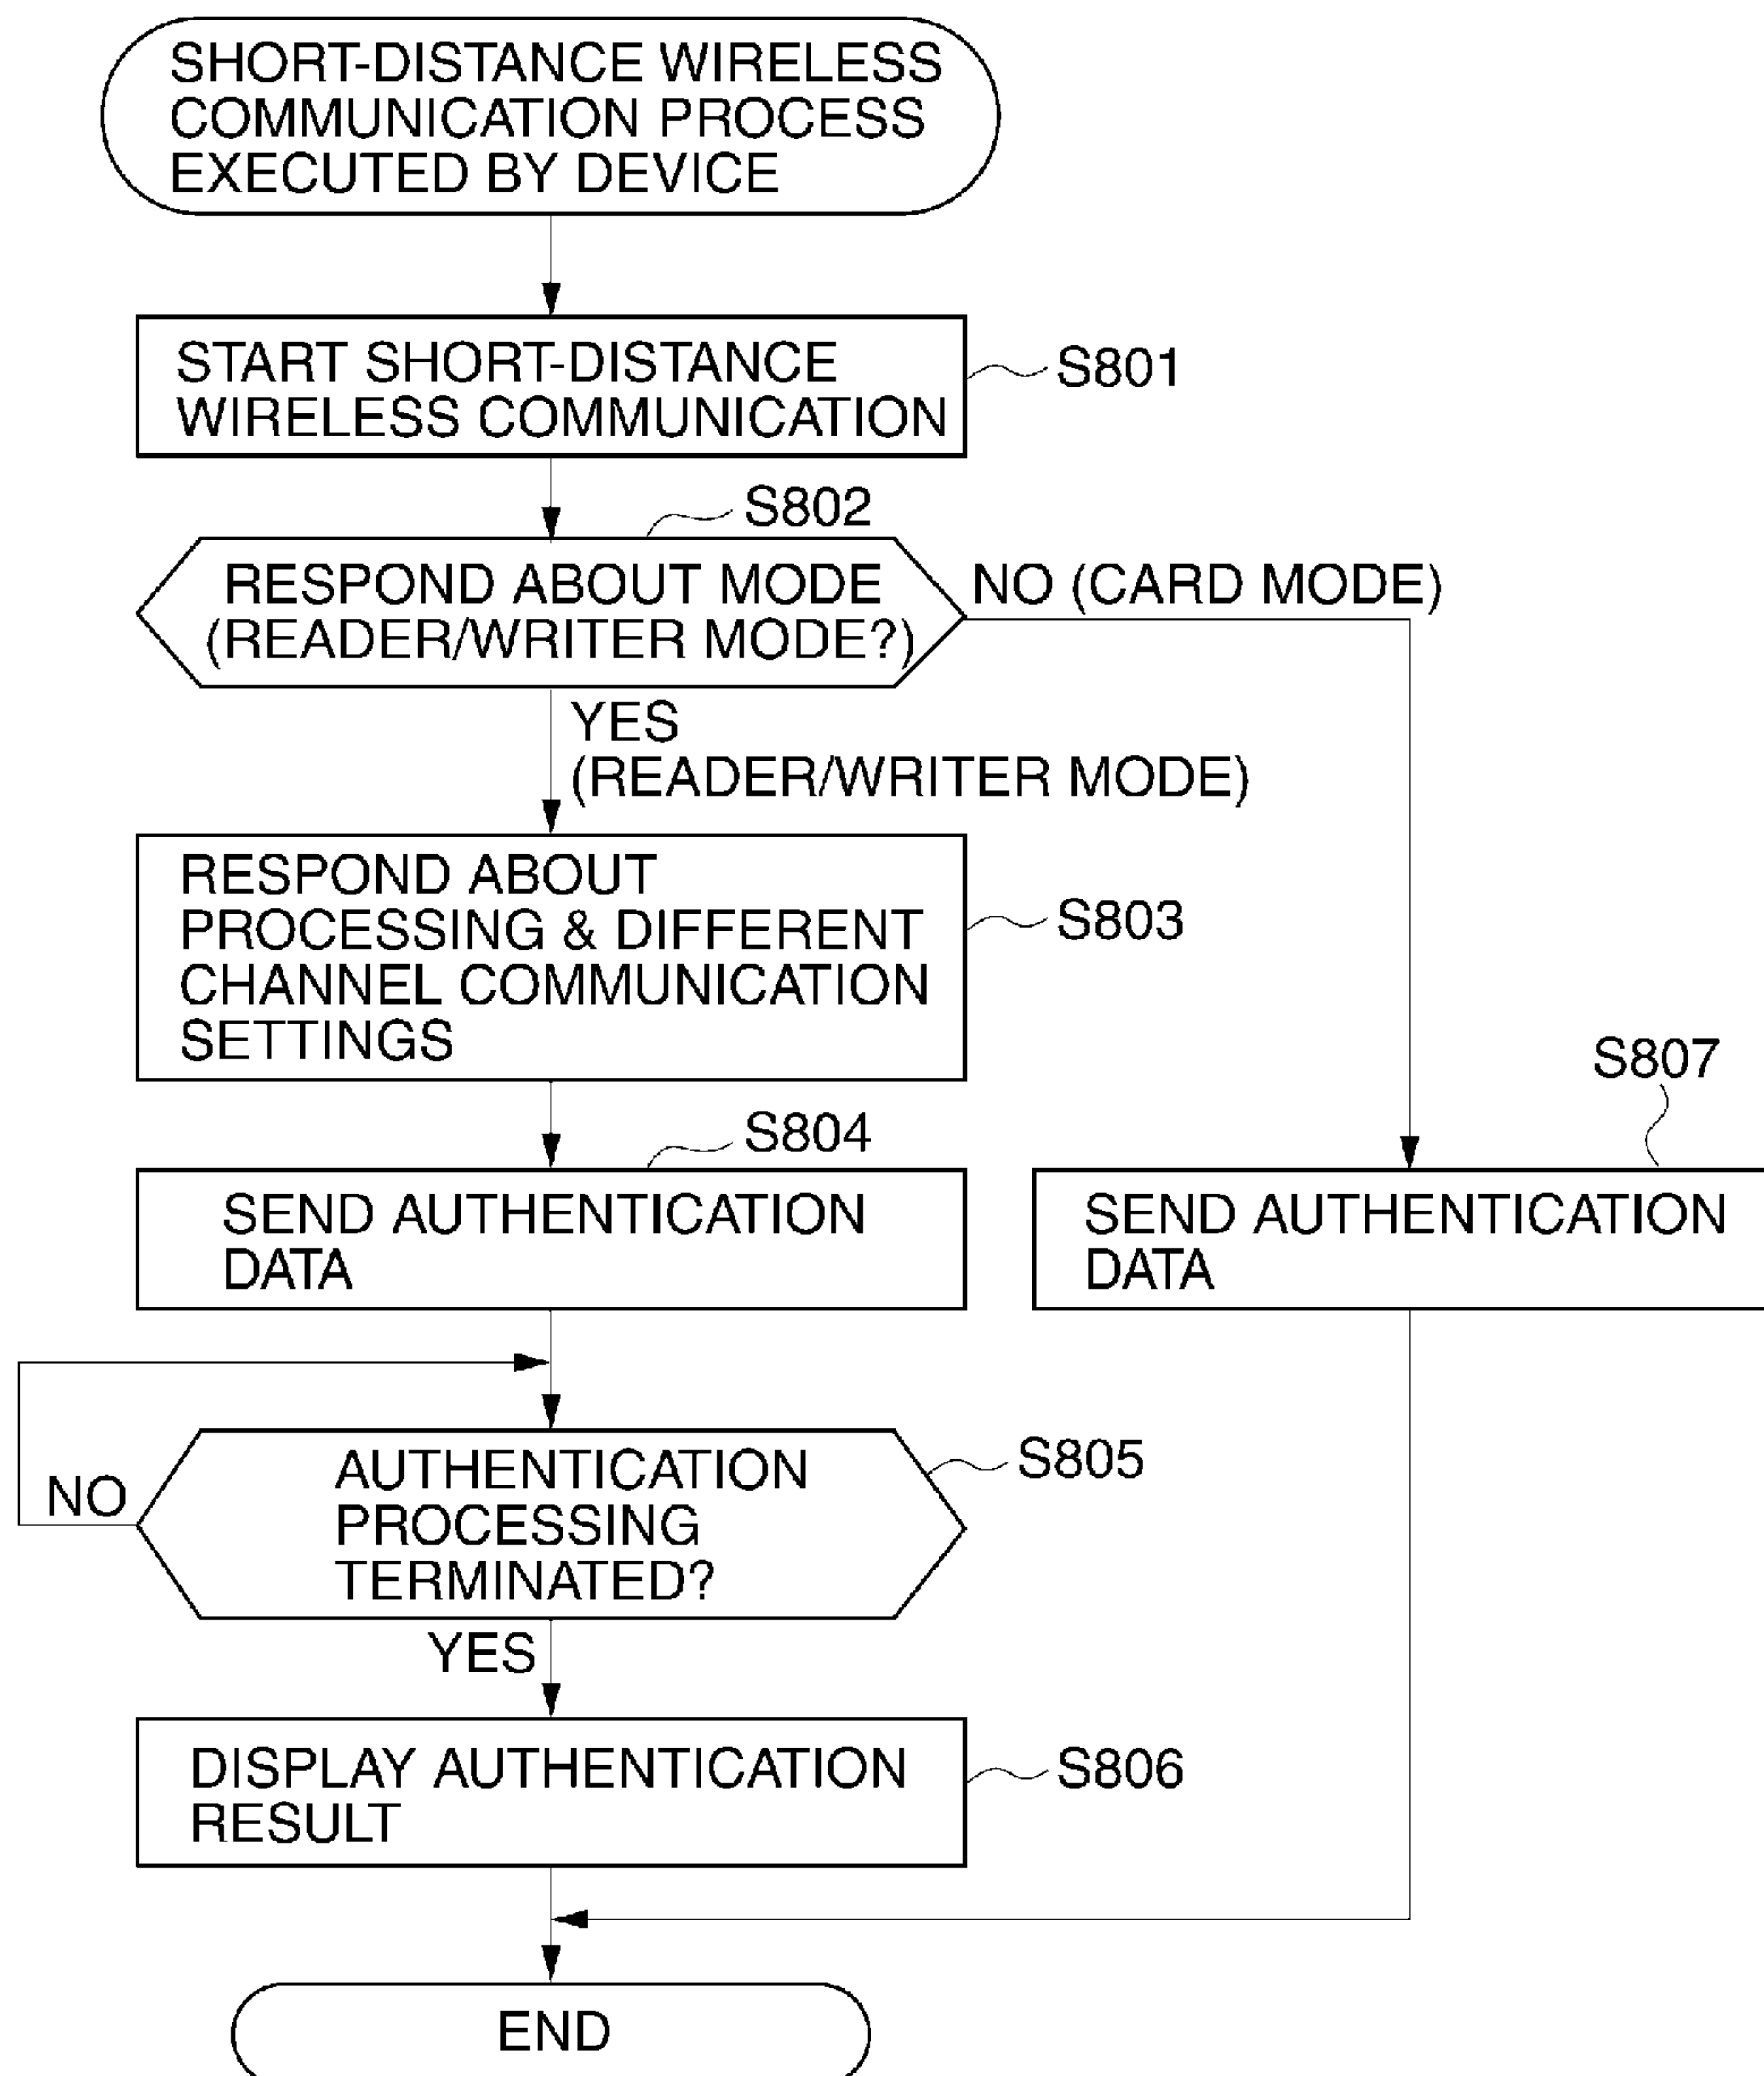 SHORT-DISTANCE WIRELESS
COMMUNICATION PROCESS
EXECUTED BY DEVICE
START SHORT-DISTANCE
WIRELESS COMMUNICATION
S801
S802
RESPOND ABOUT MODE
(READER/WRITER MODE?)
NO (CARD MODE)
YES
(READER/WRITER MODE)
RESPOND ABOUT
PROCESSING & DIFFERENT
CHANNEL COMMUNICATION
SETTINGS
S803
S804
SEND AUTHENTICATION
DATA
S807
SEND AUTHENTICATION
DATA
AUTHENTICATION
PROCESSING
TERMINATED?
S805
NO
YES
DISPLAY AUTHENTICATION
RESULT
S806
END